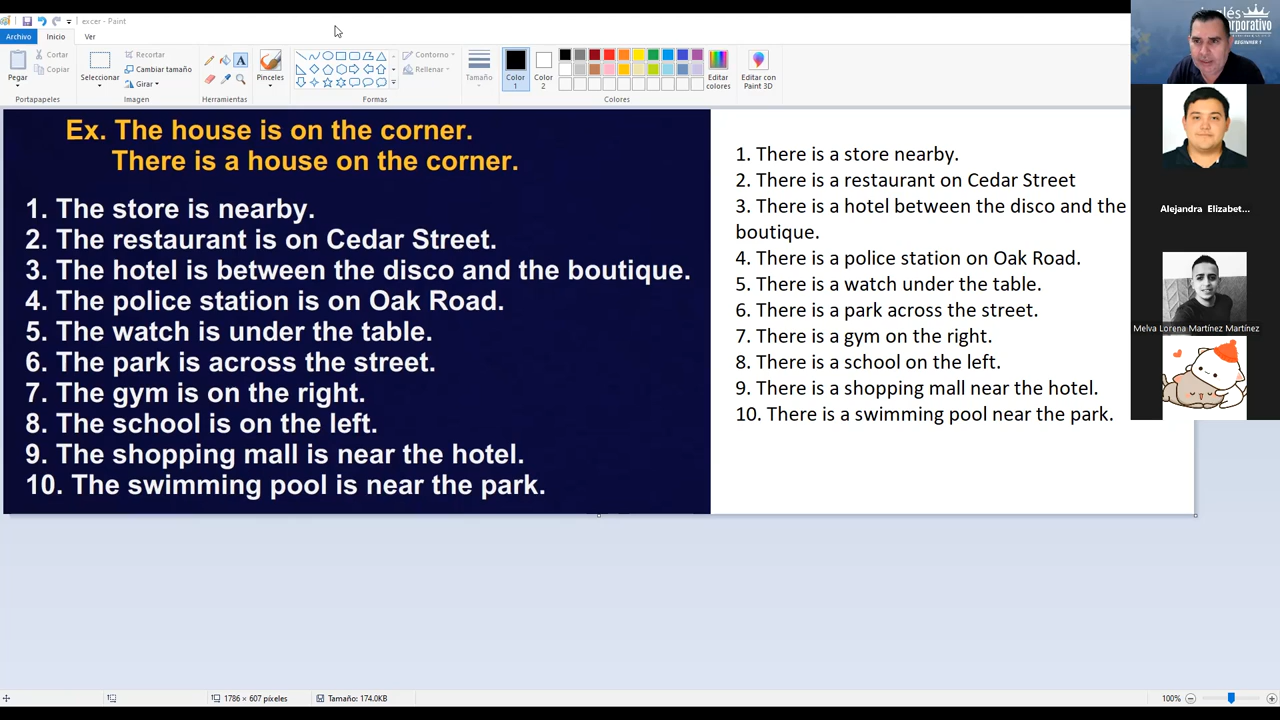 excer - Paint
Archivo
Inicio
Ver
Pegar
Cortar
Copiar
Portapapeles
Seleccionar
Recortar
Cambiar tamaño
Girar
Imagen
Herramientas
Pinceles
Contorno
Rellenar
Formas
Tamaño
Color
1
Color
2
Editar
colores
Editar con
Paint 3D
Colores
Ex. The house is on the corner.
There is a house on the corner.
1. The store is nearby.
2. The restaurant is on Cedar Street.
3. The hotel is between the disco and the boutique.
4. The police station is on Oak Road.
5. The watch is under the table.
6. The park is across the street.
7. The gym is on the right.
8. The school is on the left.
9. The shopping mall is near the hotel.
10. The swimming pool is near the park.
1. There is a store nearby.
2. There is a restaurant on Cedar Street
3. There is a hotel between the disco and the
boutique.
4. There is a police station on Oak Road.
5. There is a watch under the table.
6. There is a park across the street.
7. There is a gym on the right.
8. There is a school on the left.
9. There is a shopping mall near the hotel.
10. There is a swimming pool near the park.
BEGINNER 1
Alejandra Elizabet...
Melva Lorena Martínez Martínez
1786 × 607 píxeles
Tamaño: 174.0KB
100%